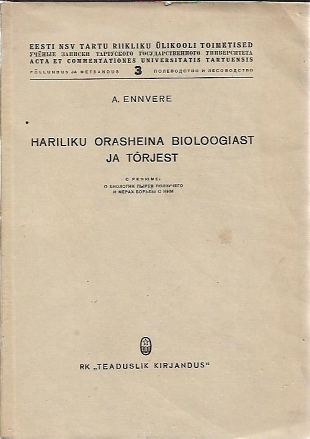 EESTI NSV TARTU RIIKLIKU ÜLIKOOLI TOIMETISED
УЧЁНЫЕ ЗАПИСКИ ТАРТУСКОГО ГОСУДАРСТВЕННОГО УНИВЕРСИТЕТА
ACTA ET COMMENTATIONES UNIVERSITATIS TARTUENSIS
PÕLLUNDUS JA METSANDUS 3 ПОЛЕВОДСТВО И ЛЕСОВОДСТВО
A. ENNVERE
HARILIKU ORASHEINA BIOLOOGIAST
JA TÕRJEST
С РЕЗЮМЕ:
О БИОЛОГИИ ПЫРЕЯ ПОЛЗУЧЕГО
И МЕРАХ БОРЬБЫ С НИМ
RK „TEADUSLIK KIRJANDUS"